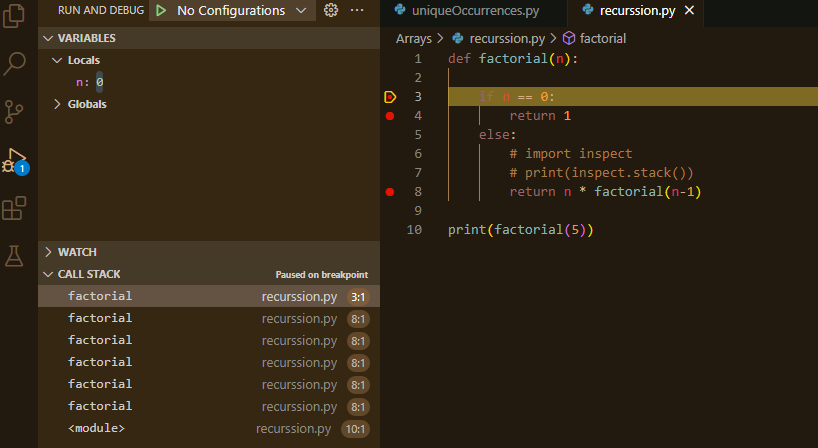 RUN AND DEBUG No Configurations
VARIABLES
Locals
n: 0
Globals
WATCH
CALL STACK Paused on breakpoint
factorial recurssion.py 3:1
factorial recurssion.py 8:1
factorial recurssion.py 8:1
factorial recurssion.py 8:1
factorial recurssion.py 8:1
factorial recurssion.py 8:1
<module> recurssion.py 10:1
1
uniqueOccurrences.py recurssion.py
Arrays > recurssion.py > factorial
1 def factorial(n):
2
3 if n == 0:
4 return 1
5 else:
6 # import inspect
7 # print(inspect.stack())
8 return n * factorial(n-1)
9
10 print(factorial(5))